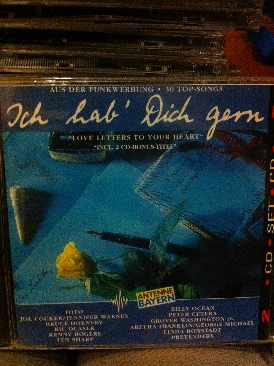 AUS DER FUNKWERBUNG • 30 TOP-SONGS
Ich hab' Dich gern
"LOVE LETTERS TO YOUR HEART"
*INCL. 2 CD-BONUS-TITEL*
ANTENNE
BAYERN
TOTO
JOE COCKER/JENNIFER WARNES
BRUCE HORNSBY
RIC OCASEK
KENNY ROGERS
TEN SHARP
BILLY OCEAN
PETER CETERA
GROVER WASHINGTON jr.
ARETHA FRANKLIN/GEORGE MICHAEL
LINDA RONSTADT
PRETENDERS
2 • CD SET